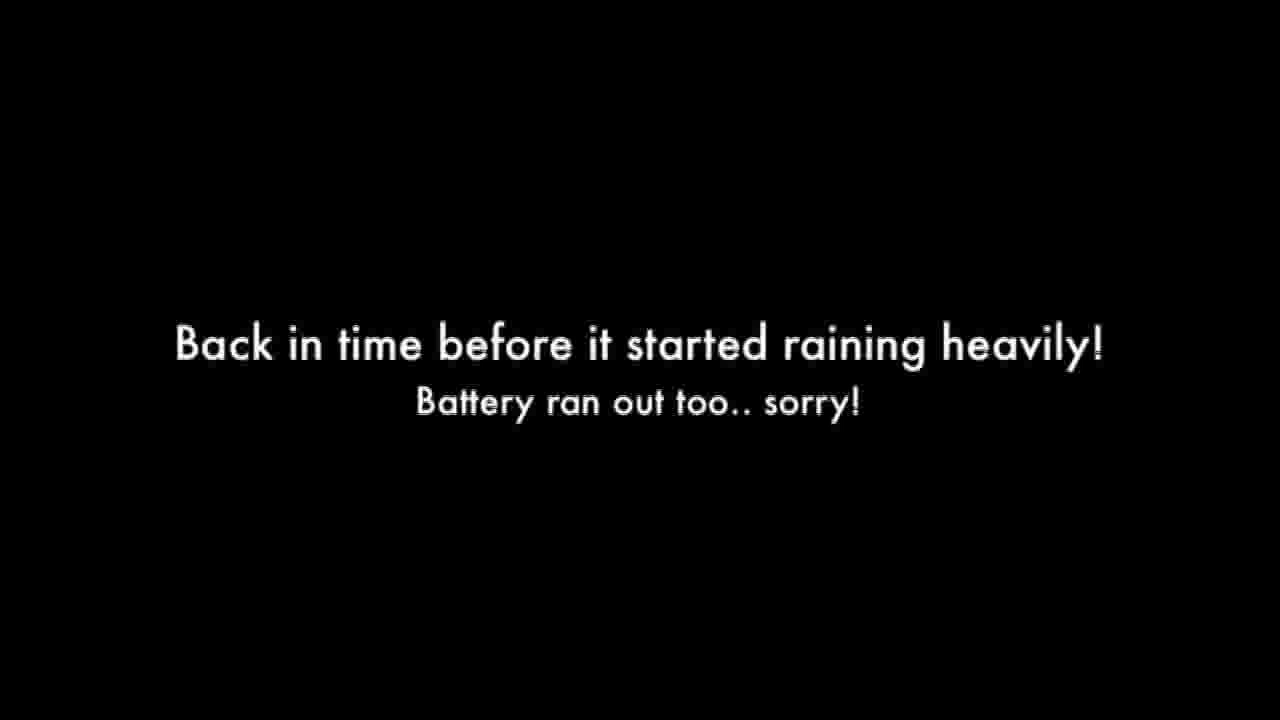 Back in time before it started raining heavily!
Battery ran out too.. sorry!